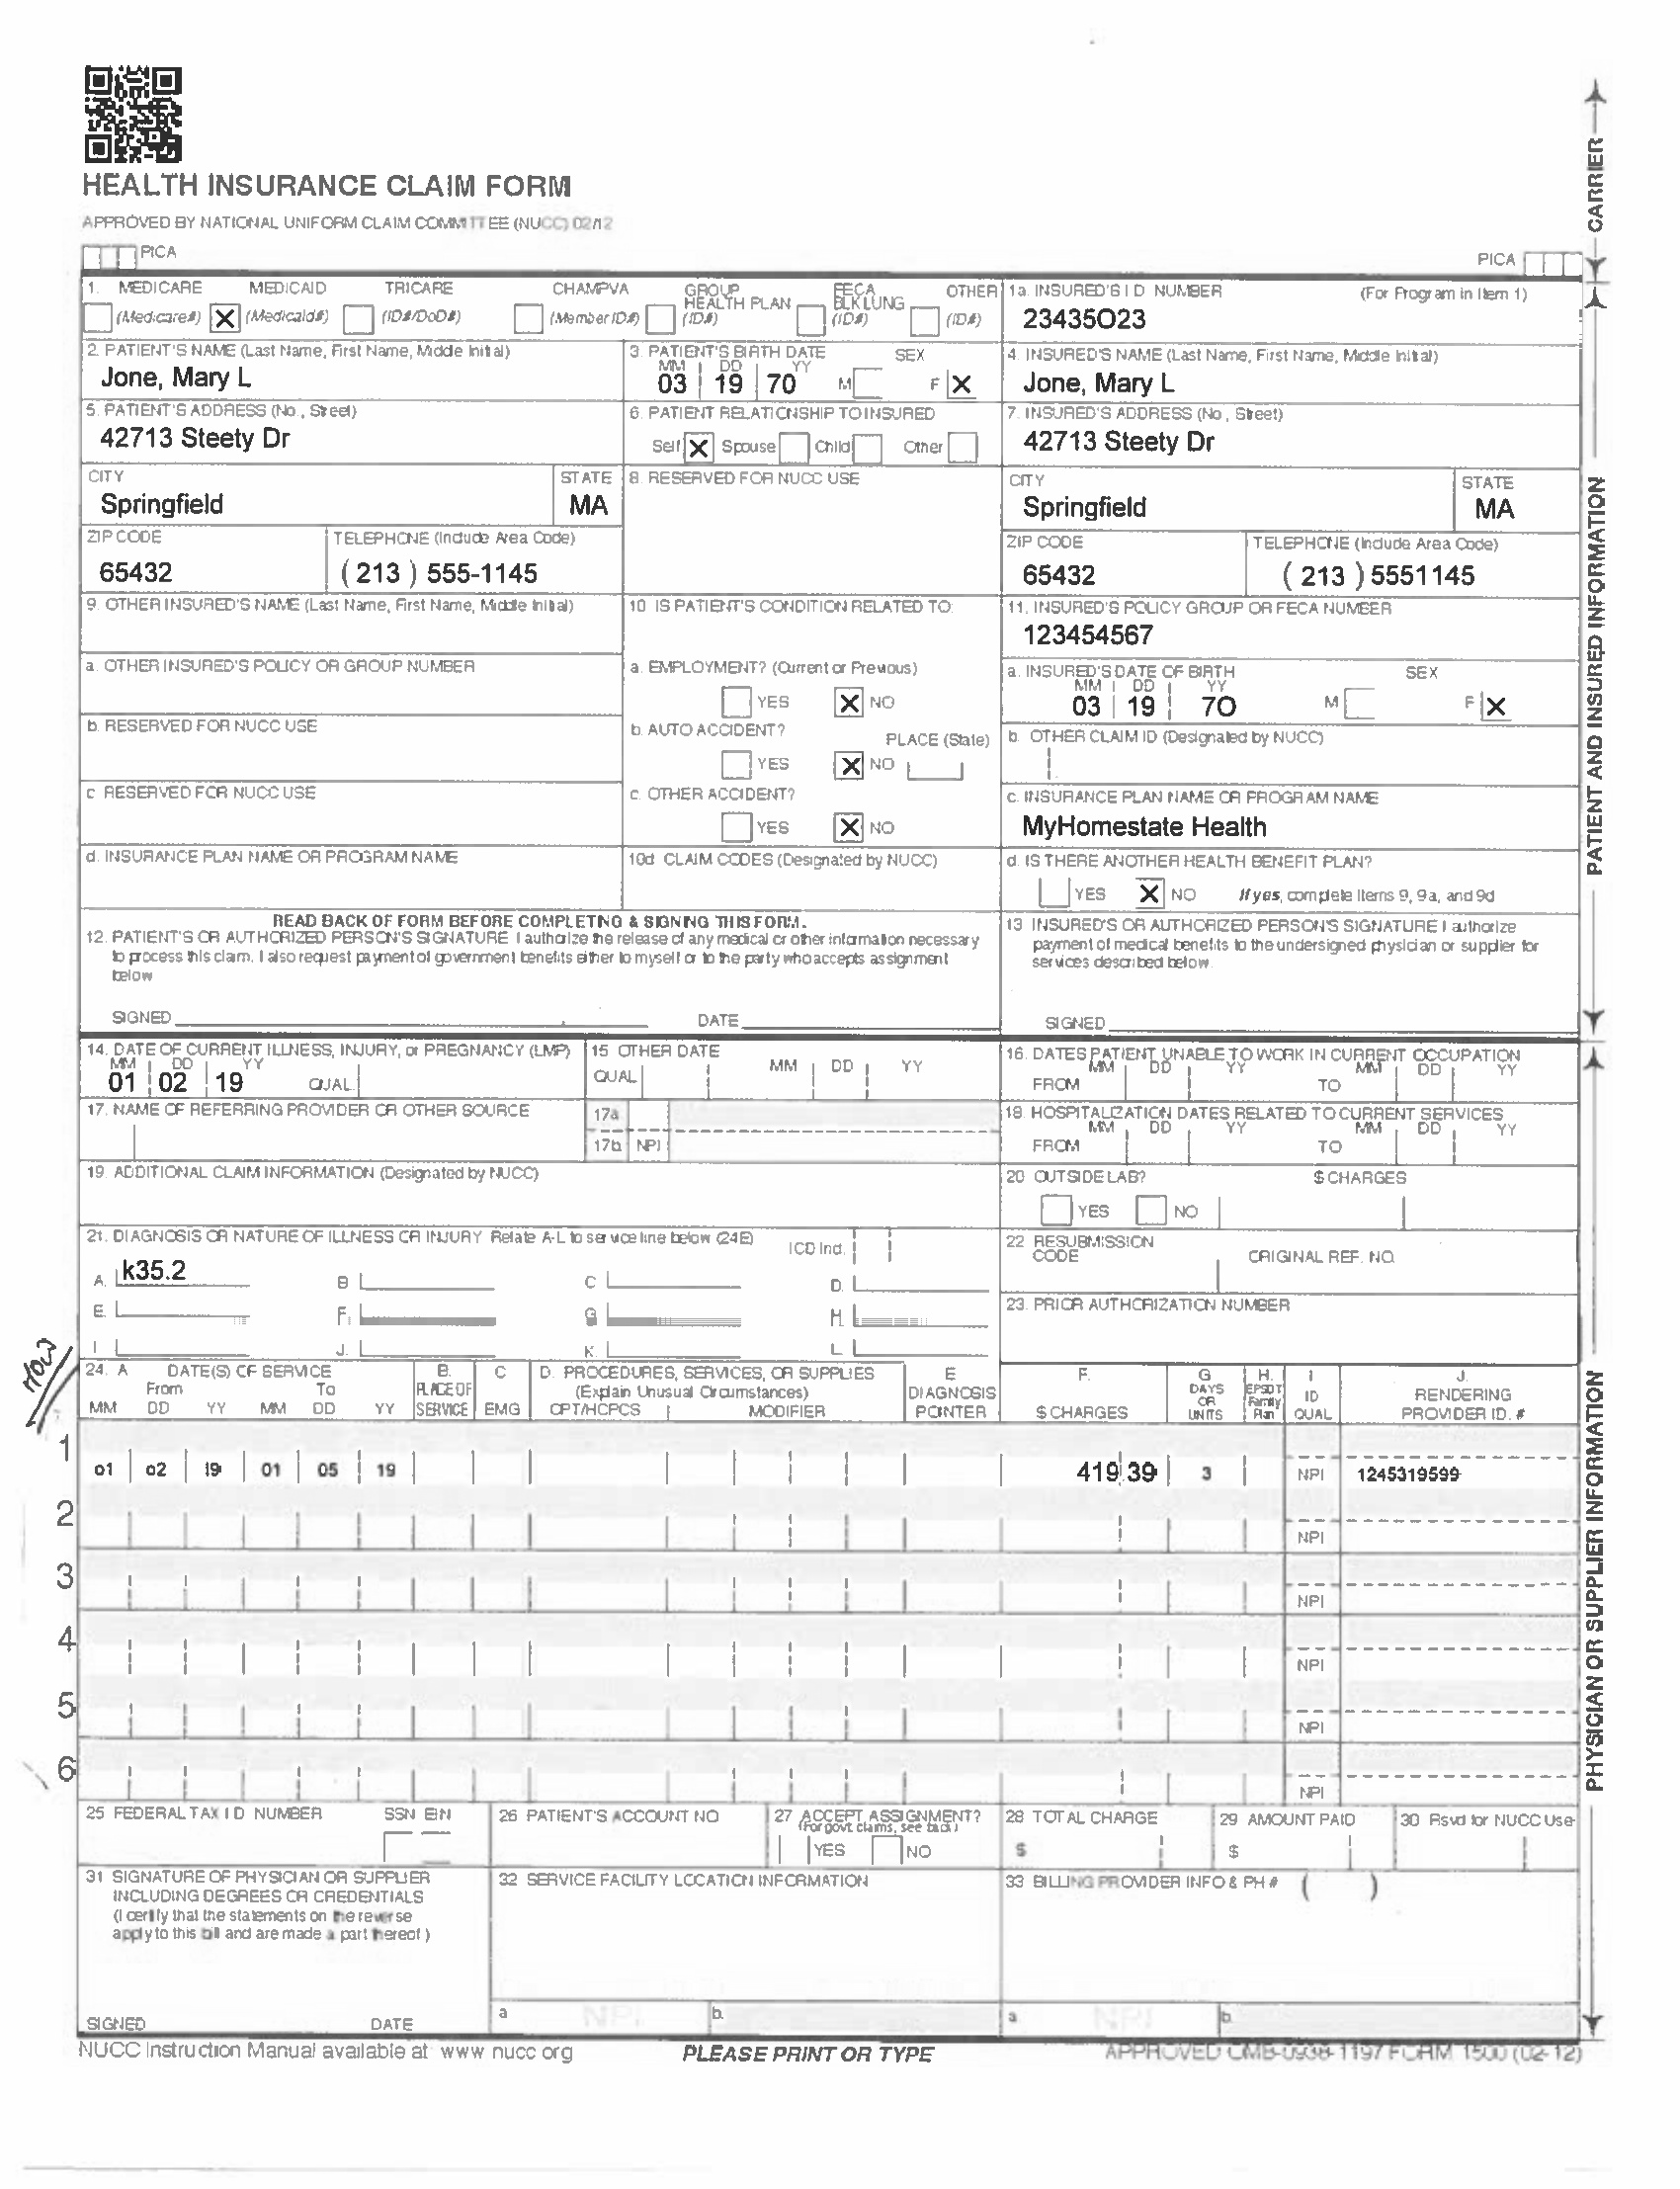 HEALTH INSURANCE CLAIM FORM
APPROVED BY NATIONAL UNIFORM CLAIM COMMITTEE (NUCC) 02/12
PICA
PICA
CARRIER
1. MEDICARE MEDICAID TRICARE CHAMPVA GROUP HEALTH PLAN FECA BLK LUNG OTHER
(Medicare#) X (Medicaid#) (ID#/DoD#) (Member ID#) (ID#) (ID#) (ID#)
1a. INSURED'S I D NUMBER (For Program in Item 1)
23435O23
2. PATIENT'S NAME (Last Name, First Name, Middle Initial)
Jone, Mary L
3. PATIENT'S BIRTH DATE SEX
MM DD YY
03 19 70 M F X
4. INSURED'S NAME (Last Name, First Name, Middle Initial)
Jone, Mary L
5. PATIENT'S ADDRESS (No., Street)
42713 Steety Dr
6. PATIENT RELATIONSHIP TO INSURED
Self X Spouse Child Other
7. INSURED'S ADDRESS (No., Street)
42713 Steety Dr
CITY STATE
Springfield MA
8. RESERVED FOR NUCC USE
CITY STATE
Springfield MA
ZIP CODE TELEPHONE (Include Area Code)
65432 ( 213 ) 555-1145
ZIP CODE TELEPHONE (Include Area Code)
65432 ( 213 ) 5551145
9. OTHER INSURED'S NAME (Last Name, First Name, Middle Initial)
10 IS PATIENT'S CONDITION RELATED TO:
11. INSURED'S POLICY GROUP OR FECA NUMBER
123454567
a. OTHER INSURED'S POLICY OR GROUP NUMBER
a. EMPLOYMENT? (Current or Previous)
YES X NO
a. INSURED'S DATE OF BIRTH SEX
MM DD YY
03 19 7O M F X
b. RESERVED FOR NUCC USE
b. AUTO ACCIDENT? PLACE (State)
YES X NO
b. OTHER CLAIM ID (Designated by NUCC)
c RESERVED FOR NUCC USE
c. OTHER ACCIDENT?
YES X NO
c. INSURANCE PLAN NAME OR PROGRAM NAME
MyHomestate Health
d. INSURANCE PLAN NAME OR PROGRAM NAME
10d CLAIM CODES (Designated by NUCC)
d. IS THERE ANOTHER HEALTH BENEFIT PLAN?
YES X NO If yes, complete Items 9, 9a, and 9d
READ BACK OF FORM BEFORE COMPLETING & SIGNING THIS FORM.
12. PATIENT'S OR AUTHORIZED PERSON'S SIGNATURE I authorize the release of any medical or other information necessary
to process this claim. I also request payment of government benefits either to myself or to the party who accepts assignment
below
SIGNED DATE
13 INSURED'S OR AUTHORIZED PERSON'S SIGNATURE I authorize
payment of medical benefits to the undersigned physician or supplier for
services described below.
SIGNED
PATIENT AND INSURED INFORMATION
14. DATE OF CURRENT ILLNESS, INJURY, or PREGNANCY (LMP)
MM DD YY
01 02 19 QUAL
15 OTHER DATE
QUAL MM DD YY
16. DATES PATIENT UNABLE TO WORK IN CURRENT OCCUPATION
MM DD YY MM DD YY
FROM TO
17. NAME OF REFERRING PROVIDER OR OTHER SOURCE
17a
17b NPI
18. HOSPITALIZATION DATES RELATED TO CURRENT SERVICES
MM DD YY MM DD YY
FROM TO
19. ADDITIONAL CLAIM INFORMATION (Designated by NUCC)
20 OUTSIDE LAB? $ CHARGES
YES NO
21. DIAGNOSIS OR NATURE OF ILLNESS OR INJURY Relate A-L to service line below (24E) ICD Ind.
A. k35.2 B C D.
E. F. G H.
I. J. K. L.
22 RESUBMISSION CODE ORIGINAL REF. NO.
23. PRIOR AUTHORIZATION NUMBER
24. A DATE(S) OF SERVICE B. PLACE OF SERVICE C EMG D. PROCEDURES, SERVICES, OR SUPPLIES E DIAGNOSIS POINTER F. $ CHARGES G DAYS OR UNITS H. EPSDT Family Plan I ID QUAL J. RENDERING PROVIDER ID. #
From To (Explain Unusual Circumstances)
MM DD YY MM DD YY CPT/HCPCS MODIFIER
1 o1 o2 19 01 05 19 419 39 3 NPI 1245319599
2 NPI
3 NPI
4 NPI
5 NPI
6 NPI
25 FEDERAL TAX I D NUMBER SSN EIN
26 PATIENT'S ACCOUNT NO
27 ACCEPT ASSIGNMENT?
(For govt. claims, see back)
YES NO
28 TOTAL CHARGE
$
29 AMOUNT PAID
$
30 Rsvd for NUCC Use
31 SIGNATURE OF PHYSICIAN OR SUPPLIER
INCLUDING DEGREES OR CREDENTIALS
(I certify that the statements on the reverse
apply to this bill and are made a part thereof.)
SIGNED DATE
32 SERVICE FACILITY LOCATION INFORMATION
a NPI b.
33 BILLING PROVIDER INFO & PH # ( )
a. NPI b.
PHYSICIAN OR SUPPLIER INFORMATION
NUCC Instruction Manual available at: www nucc org
PLEASE PRINT OR TYPE
APPROVED OMB-0938-1197 FORM 1500 (02-12)